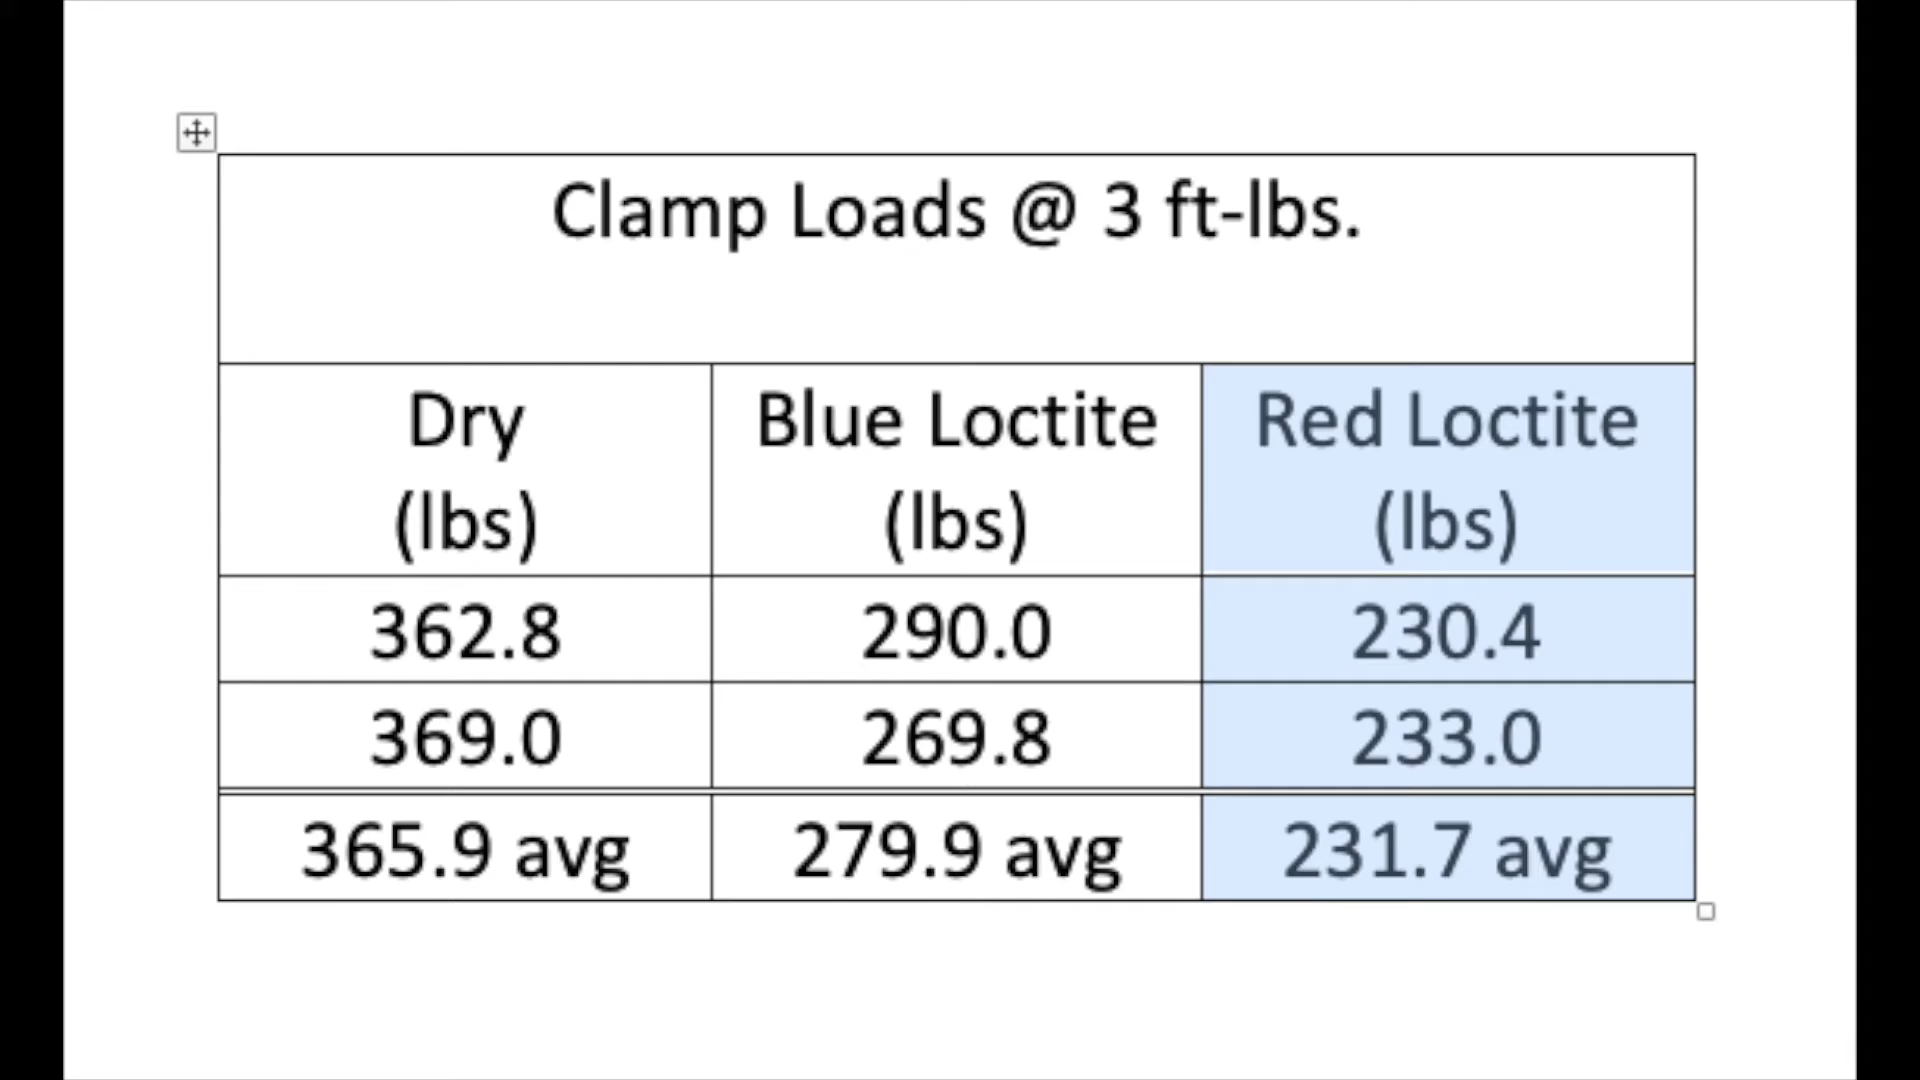 Clamp Loads @ 3 ft-lbs.
Dry Blue Loctite Red Loctite
(lbs) (lbs) (lbs)
362.8 290.0 230.4
369.0 269.8 233.0
365.9 avg 279.9 avg 231.7 avg